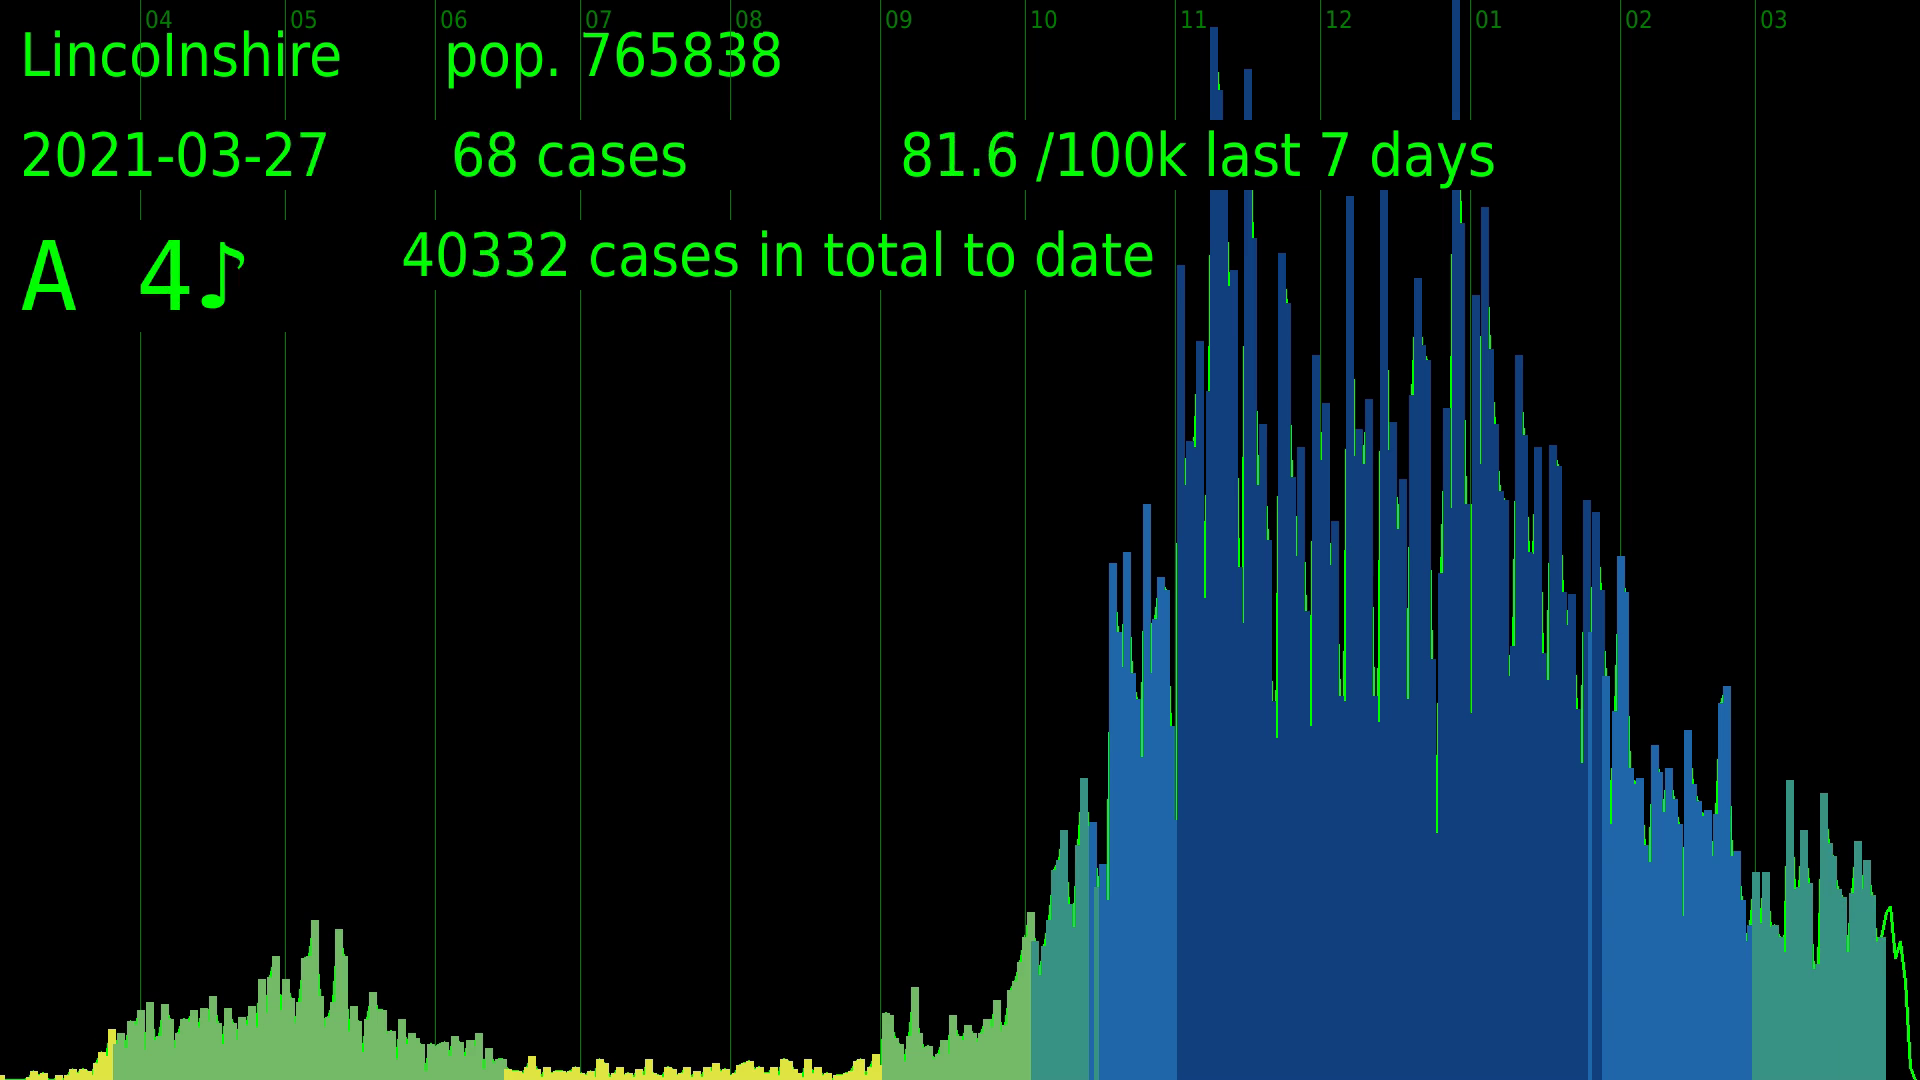 04 05 06 07 08 09 10 11 12 01 02 03
Lincolnshire pop. 765838
2021-03-27 68 cases 81.6 /100k last 7 days
A 4♪ 40332 cases in total to date